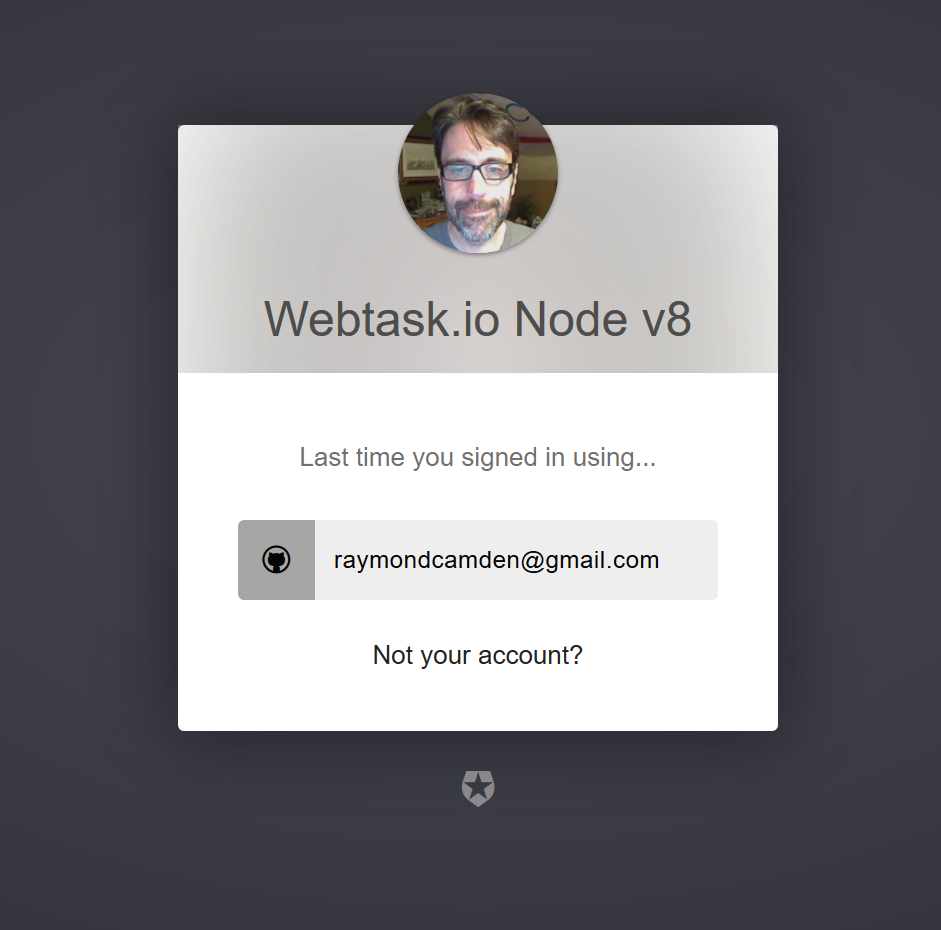 Webtask.io Node v8
Last time you signed in using...
raymondcamden@gmail.com
Not your account?